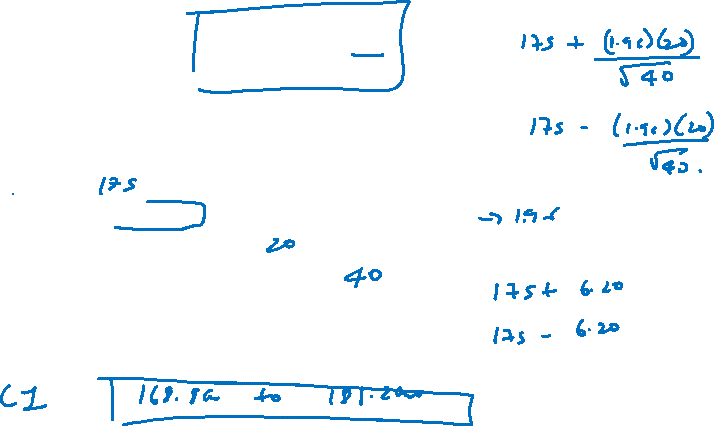 175 + (1.96)(20)
√40
175 - (1.96)(20)
√40.
175
→ 1.96
20
40
175 + 6.20
175 - 6.20
CI 168.80 to 181.200